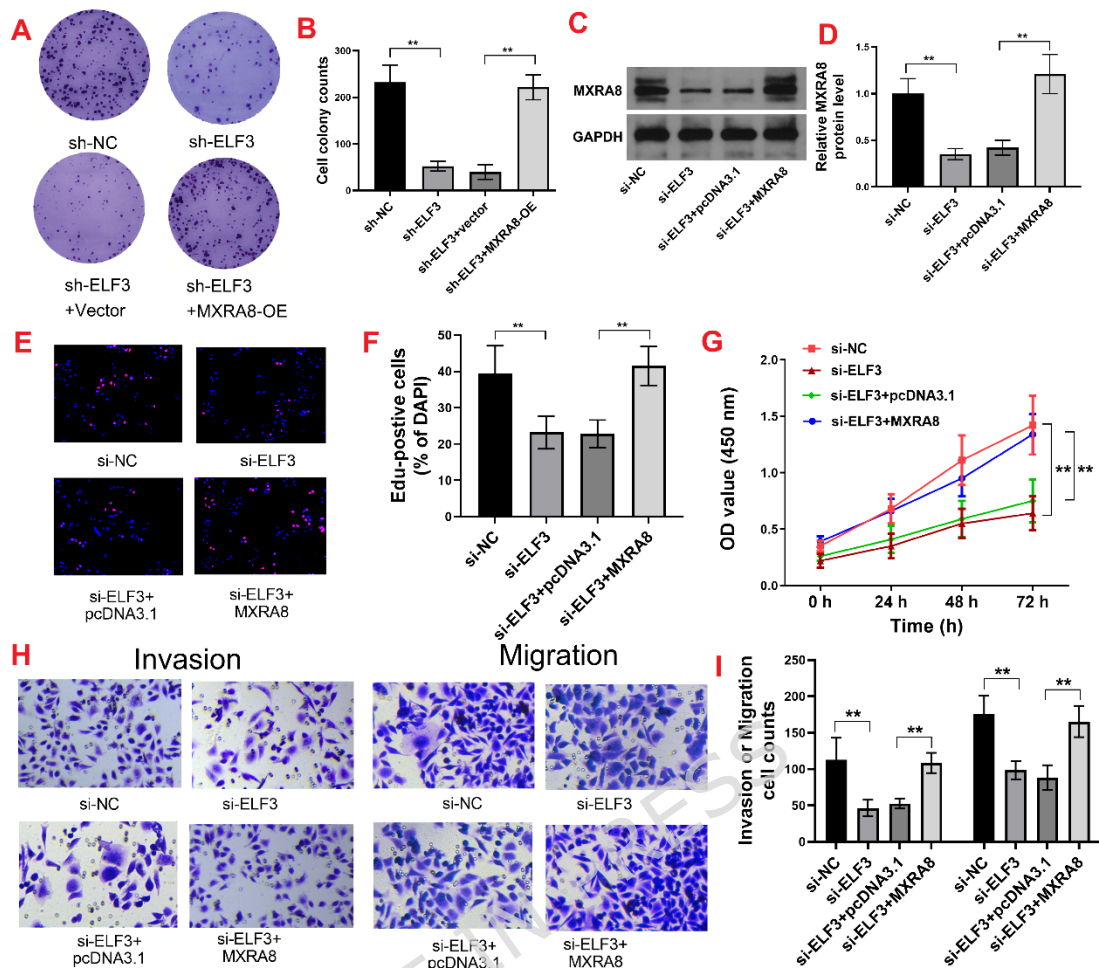 A
sh-NC
sh-ELF3
sh-ELF3
+Vector
sh-ELF3
+MXRA8-OE
B
Cell colony counts
300
200
100
0
**
**
sh-NC
sh-ELF3
sh-ELF3+vector
sh-ELF3+MXRA8-OE
C
MXRA8
GAPDH
si-NC
si-ELF3
si-ELF3+pcDNA3.1
si-ELF3+MXRA8
D
Relative MXRA8
protein level
1.5
1.0
0.5
0.0
**
**
si-NC
si-ELF3
si-ELF3+pcDNA3.1
si-ELF3+MXRA8
E
si-NC
si-ELF3
si-ELF3+
pcDNA3.1
si-ELF3+
MXRA8
F
Edu-postive cells
(% of DAPI)
50
40
30
20
10
0
**
**
si-NC
si-ELF3
si-ELF3+pcDNA3.1
si-ELF3+MXRA8
G
si-NC
si-ELF3
si-ELF3+pcDNA3.1
si-ELF3+MXRA8
OD value (450 nm)
2.0
1.5
1.0
0.5
0.0
**
**
0 h
24 h
48 h
72 h
Time (h)
H
Invasion
Migration
si-NC
si-ELF3
si-NC
si-ELF3
si-ELF3+
pcDNA3.1
si-ELF3+
MXRA8
si-ELF3+
pcDNA3.1
si-ELF3+
MXRA8
I
Invasion or Migration
cell counts
250
200
150
100
50
0
**
**
**
**
si-NC
si-ELF3
si-ELF3+pcDNA3.1
si-ELF3+MXRA8
si-NC
si-ELF3
si-ELF3+pcDNA3.1
si-ELF3+MXRA8
IN PRESS